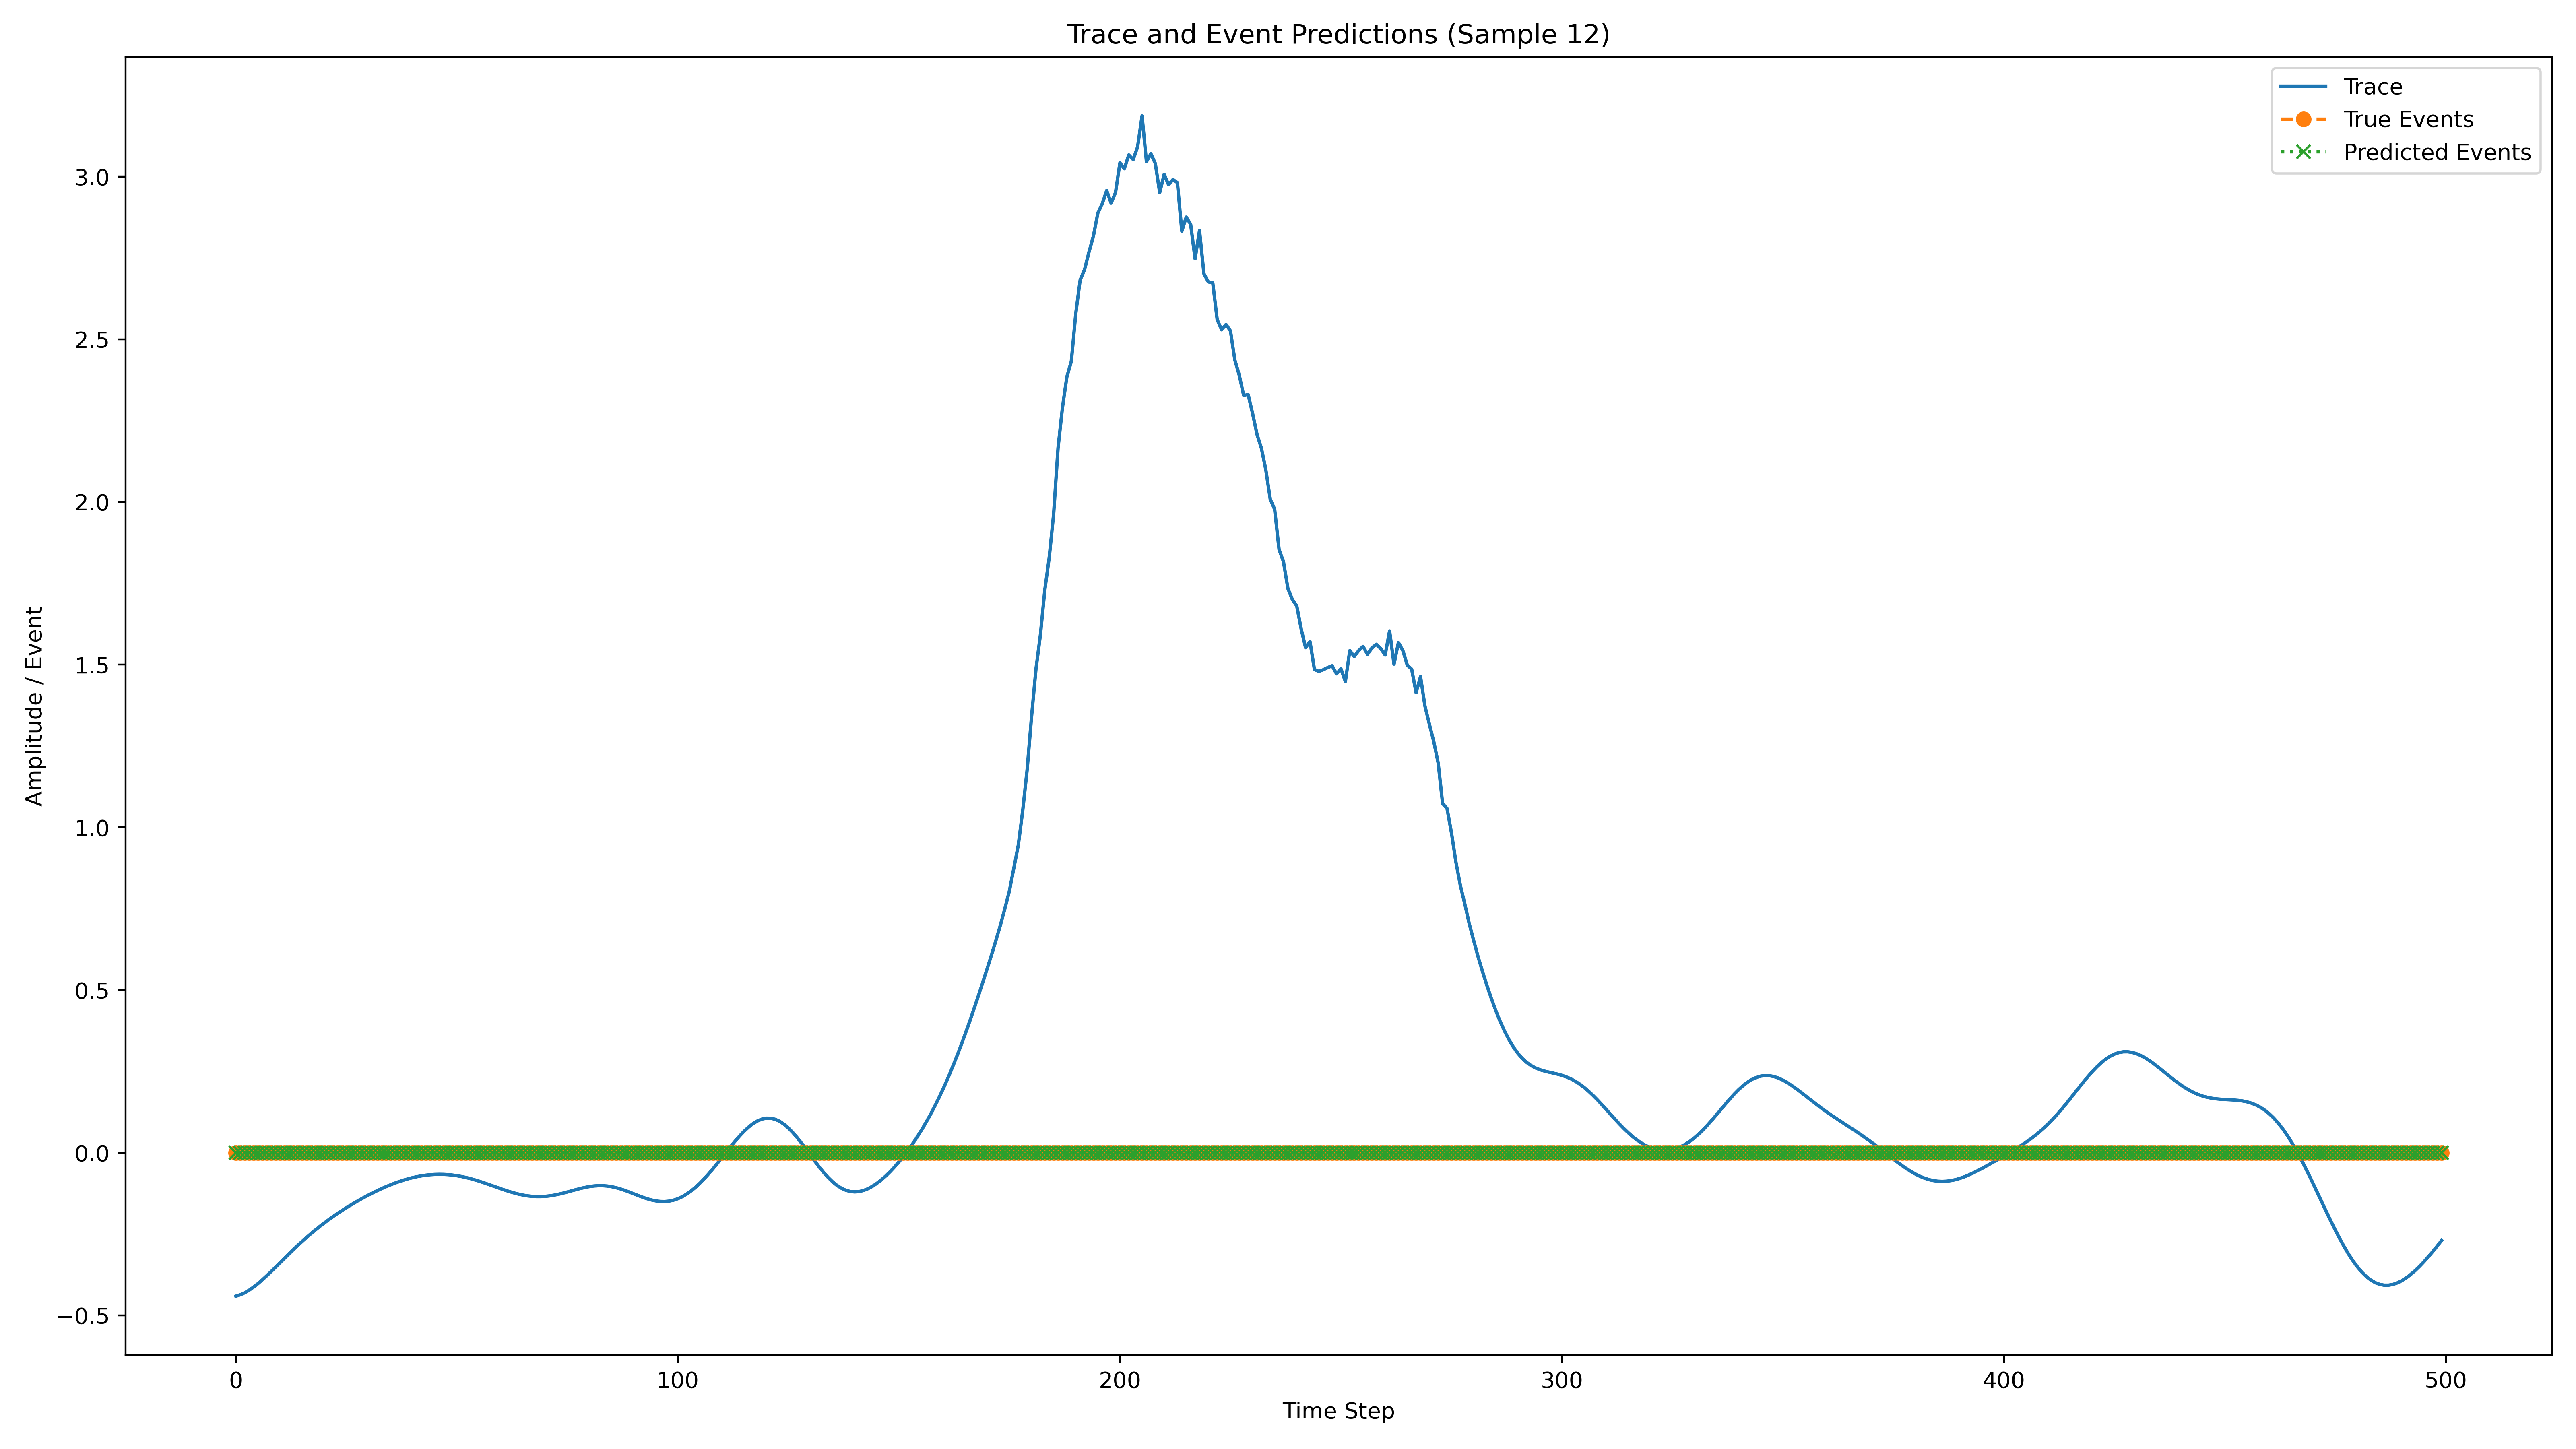 Trace and Event Predictions (Sample 12)
Trace
True Events
Predicted Events
Amplitude / Event
3.0
2.5
2.0
1.5
1.0
0.5
0.0
−0.5
0
100
200
300
400
500
Time Step